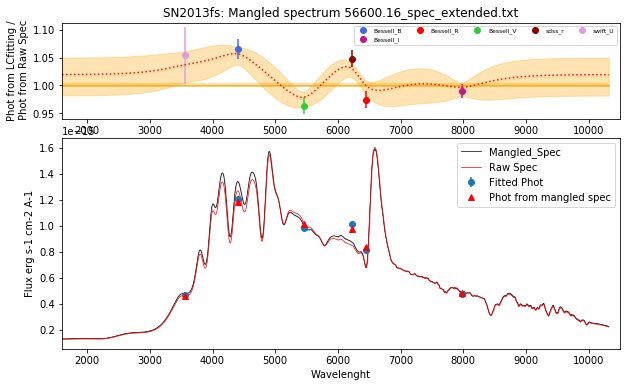 SN2013fs: Mangled spectrum 56600.16_spec_extended.txt
Phot from LCfitting /
Phot from Raw Spec
1.10
1.05
1.00
0.95
Bessell_B
Bessell_I
Bessell_R
Bessell_V
sdss_r
swift_U
2000 3000 4000 5000 6000 7000 8000 9000 10000
1e-15
Flux erg s-1 cm-2 A-1
1.6
1.4
1.2
1.0
0.8
0.6
0.4
0.2
Mangled_Spec
Raw Spec
Fitted Phot
Phot from mangled spec
2000 3000 4000 5000 6000 7000 8000 9000 10000
Wavelenght